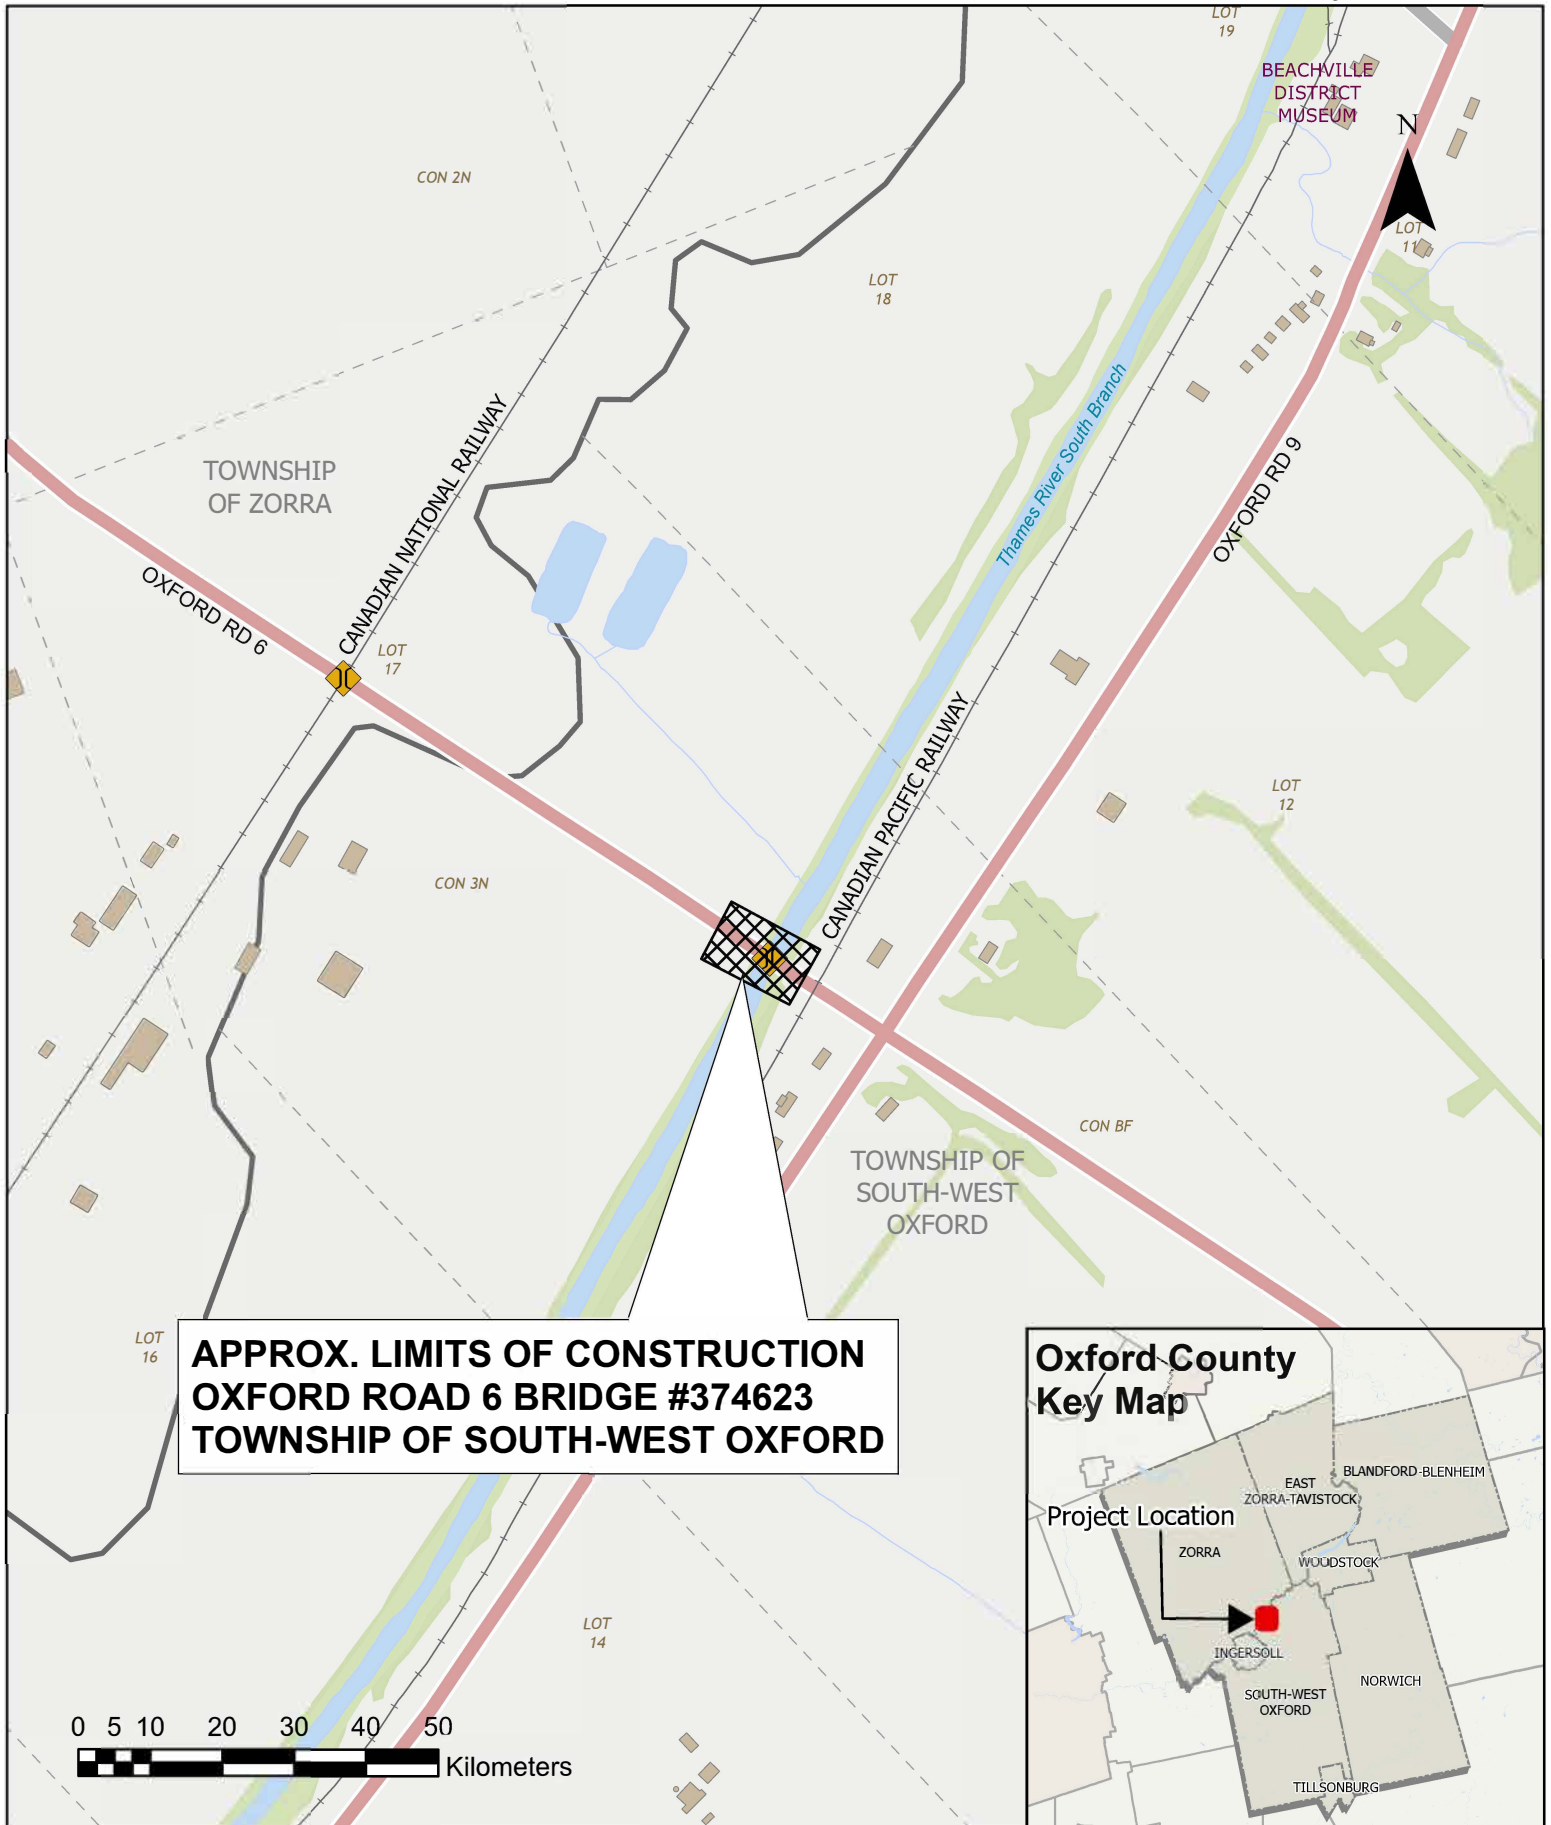 LOT
19
BEACHVILLE
DISTRICT
MUSEUM
N
CON 2N
LOT
11
LOT
18
TOWNSHIP
OF ZORRA
CANADIAN NATIONAL RAILWAY
Thames River South Branch
OXFORD RD 9
OXFORD RD 6
LOT
17
CANADIAN PACIFIC RAILWAY
LOT
12
CON 3N
CON BF
TOWNSHIP OF
SOUTH-WEST
OXFORD
LOT
16
APPROX. LIMITS OF CONSTRUCTION
OXFORD ROAD 6 BRIDGE #374623
TOWNSHIP OF SOUTH-WEST OXFORD
LOT
14
0 5 10 20 30 40 50
Kilometers
Oxford County
Key Map
BLANDFORD-BLENHEIM
EAST
ZORRA-TAVISTOCK
Project Location
ZORRA
WOODSTOCK
INGERSOLL
NORWICH
SOUTH-WEST
OXFORD
TILLSONBURG